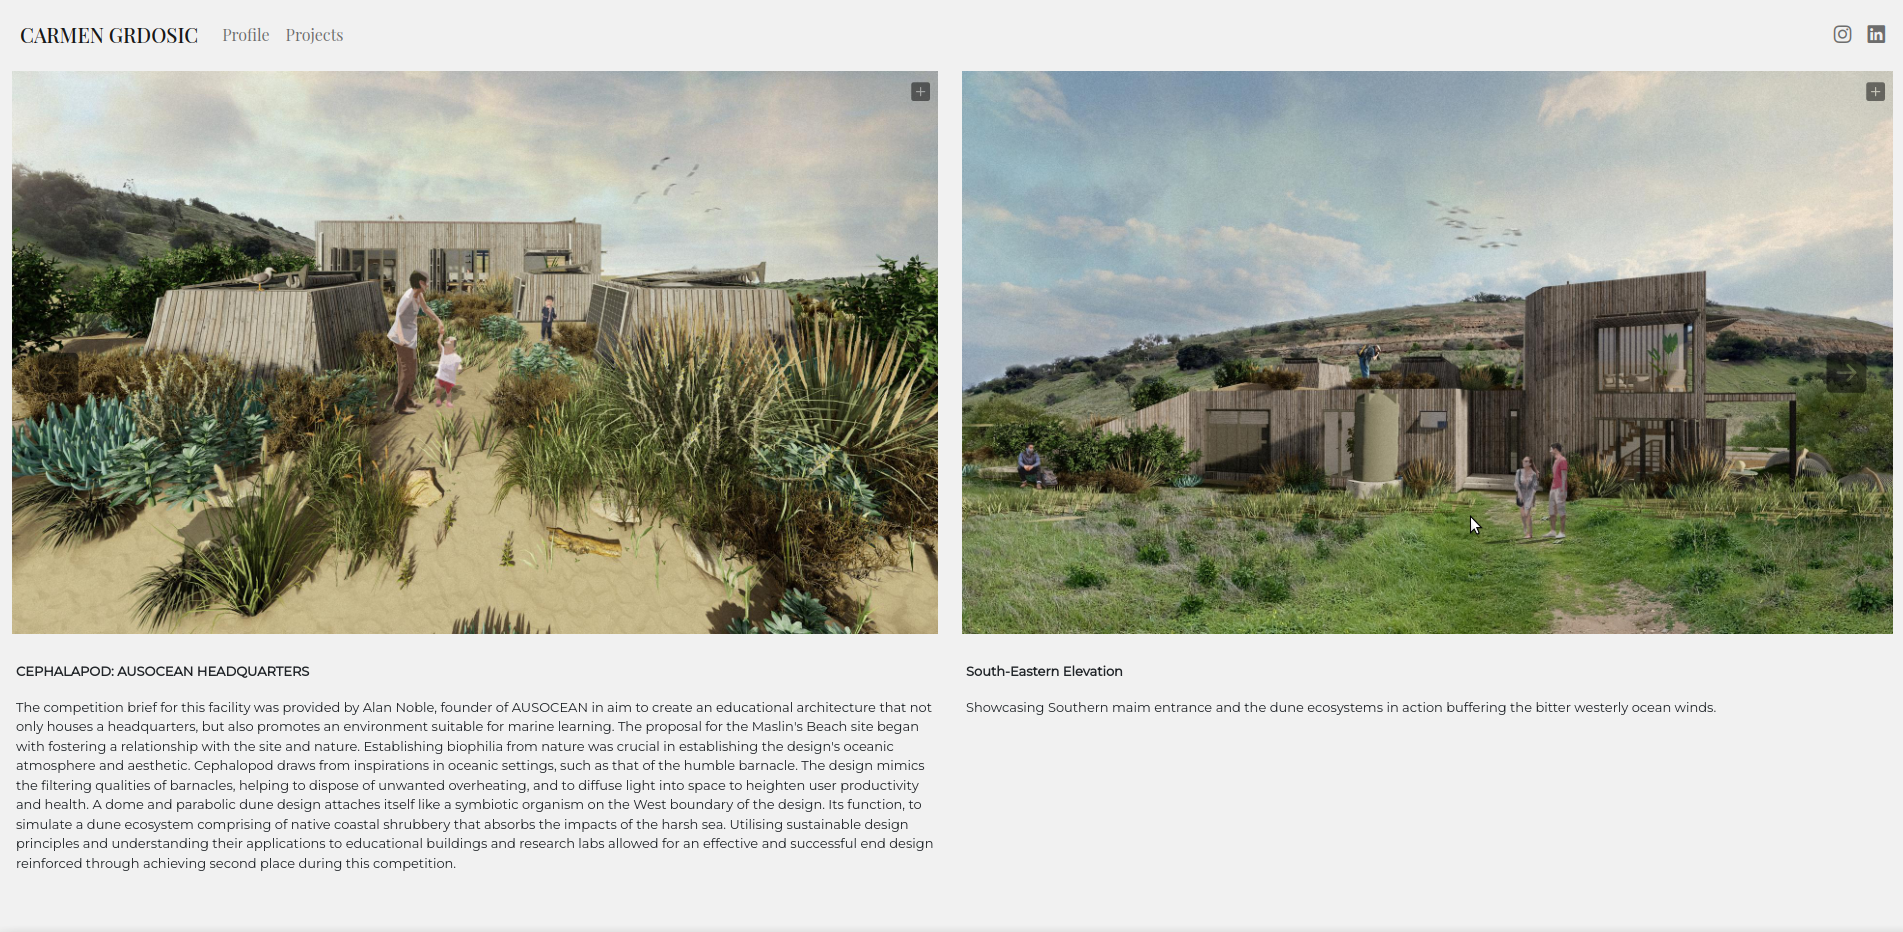 CARMEN GRDOSIC Profile Projects
CEPHALAPOD: AUSOCEAN HEADQUARTERS
The competition brief for this facility was provided by Alan Noble, founder of AUSOCEAN in aim to create an educational architecture that not
only houses a headquarters, but also promotes an environment suitable for marine learning. The proposal for the Maslin's Beach site began
with fostering a relationship with the site and nature. Establishing biophilia from nature was crucial in establishing the design's oceanic
atmosphere and aesthetic. Cephalopod draws from inspirations in oceanic settings, such as that of the humble barnacle. The design mimics
the filtering qualities of barnacles, helping to dispose of unwanted overheating, and to diffuse light into space to heighten user productivity
and health. A dome and parabolic dune design attaches itself like a symbiotic organism on the West boundary of the design. Its function, to
simulate a dune ecosystem comprising of native coastal shrubbery that absorbs the impacts of the harsh sea. Utilising sustainable design
principles and understanding their applications to educational buildings and research labs allowed for an effective and successful end design
reinforced through achieving second place during this competition.
South-Eastern Elevation
Showcasing Southern maim entrance and the dune ecosystems in action buffering the bitter westerly ocean winds.